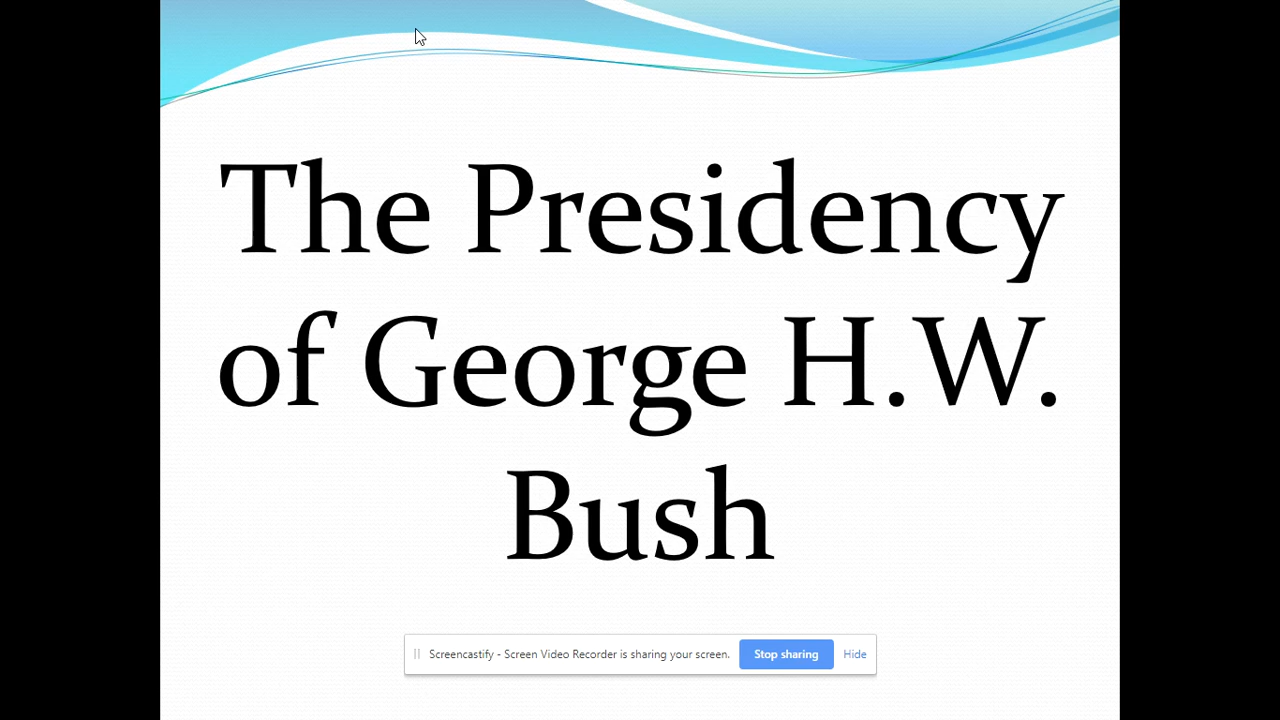 The Presidency
of George H.W.
Bush
Screencastify - Screen Video Recorder is sharing your screen. Stop sharing Hide